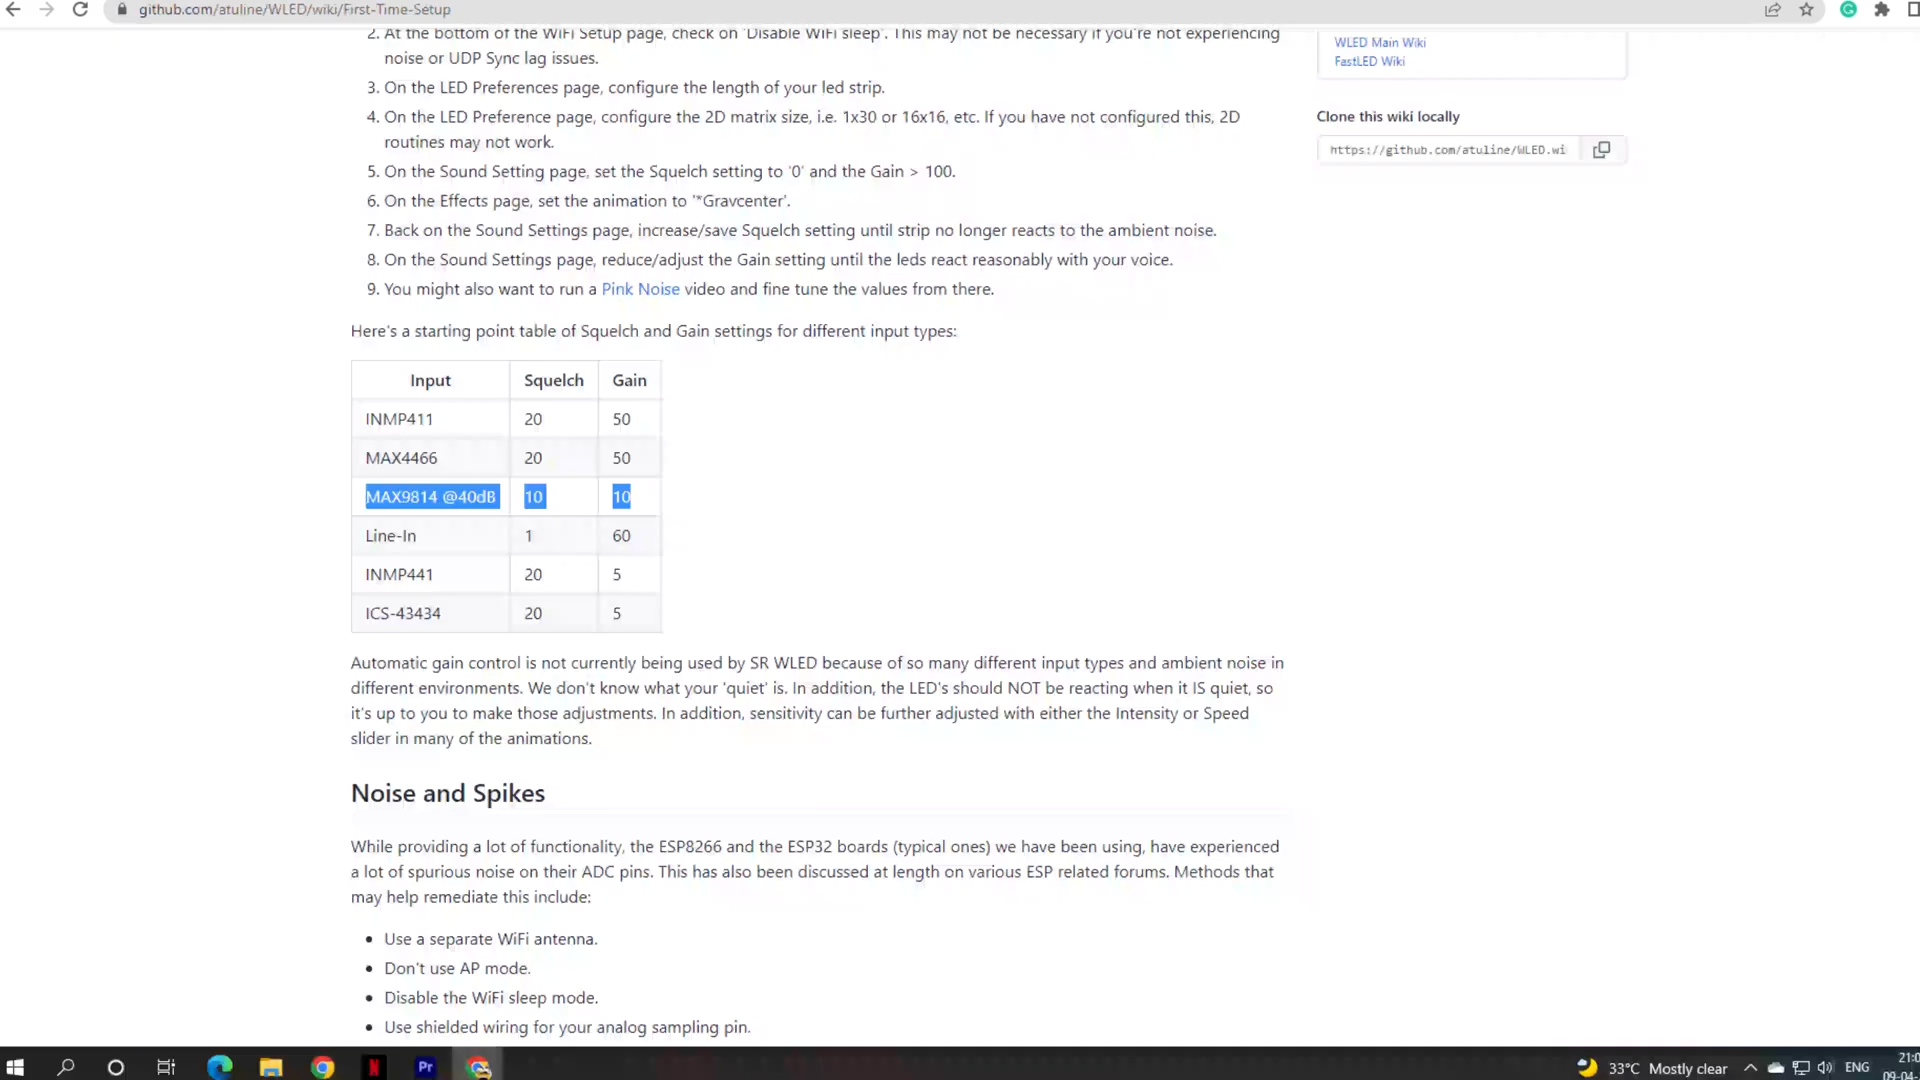 github.com/atuline/WLED/wiki/First-Time-Setup
2. At the bottom of the WiFi Setup page, check on 'Disable WiFi sleep'. This may not be necessary if you're not experiencing
noise or UDP Sync lag issues.
3. On the LED Preferences page, configure the length of your led strip.
4. On the LED Preference page, configure the 2D matrix size, i.e. 1x30 or 16x16, etc. If you have not configured this, 2D
routines may not work.
5. On the Sound Setting page, set the Squelch setting to '0' and the Gain > 100.
6. On the Effects page, set the animation to '*Gravcenter'.
7. Back on the Sound Settings page, increase/save Squelch setting until strip no longer reacts to the ambient noise.
8. On the Sound Settings page, reduce/adjust the Gain setting until the leds react reasonably with your voice.
9. You might also want to run a Pink Noise video and fine tune the values from there.
WLED Main Wiki
FastLED Wiki
Clone this wiki locally
https://github.com/atuline/WLED.wi
Here's a starting point table of Squelch and Gain settings for different input types:
Input Squelch Gain
INMP411 20 50
MAX4466 20 50
MAX9814 @40dB 10 10
Line-In 1 60
INMP441 20 5
ICS-43434 20 5
Automatic gain control is not currently being used by SR WLED because of so many different input types and ambient noise in
different environments. We don't know what your 'quiet' is. In addition, the LED's should NOT be reacting when it IS quiet, so
it's up to you to make those adjustments. In addition, sensitivity can be further adjusted with either the Intensity or Speed
slider in many of the animations.
Noise and Spikes
While providing a lot of functionality, the ESP8266 and the ESP32 boards (typical ones) we have been using, have experienced
a lot of spurious noise on their ADC pins. This has also been discussed at length on various ESP related forums. Methods that
may help remediate this include:
• Use a separate WiFi antenna.
• Don't use AP mode.
• Disable the WiFi sleep mode.
• Use shielded wiring for your analog sampling pin.
N
Pr
33°C Mostly clear
ENG
21:0
09-04-